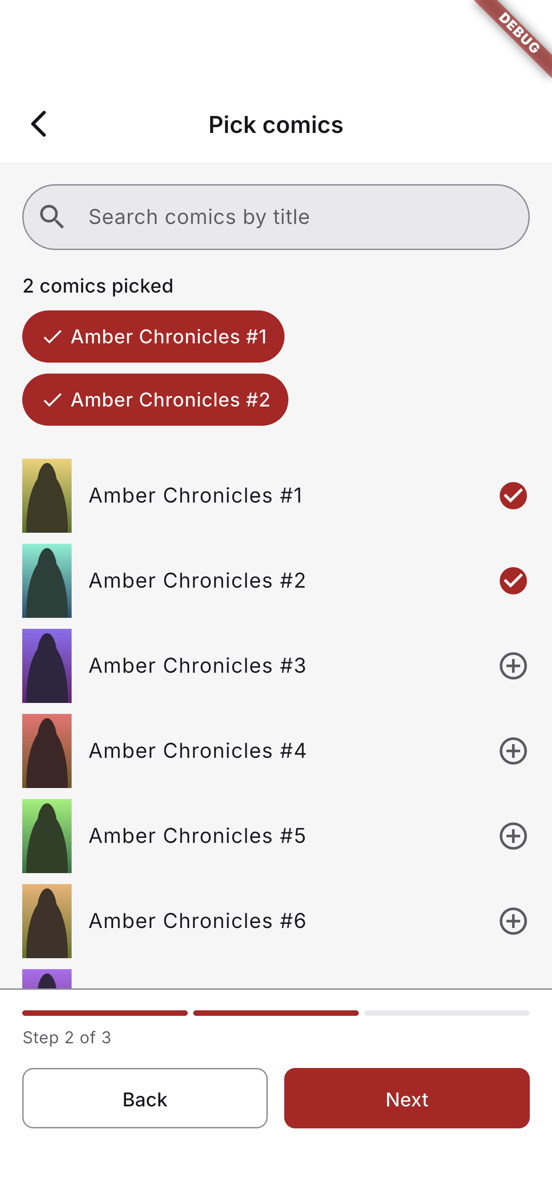 DEBUG
Pick comics
Search comics by title
2 comics picked
Amber Chronicles #1
Amber Chronicles #2
Amber Chronicles #1
Amber Chronicles #2
Amber Chronicles #3
Amber Chronicles #4
Amber Chronicles #5
Amber Chronicles #6
Step 2 of 3
Back
Next